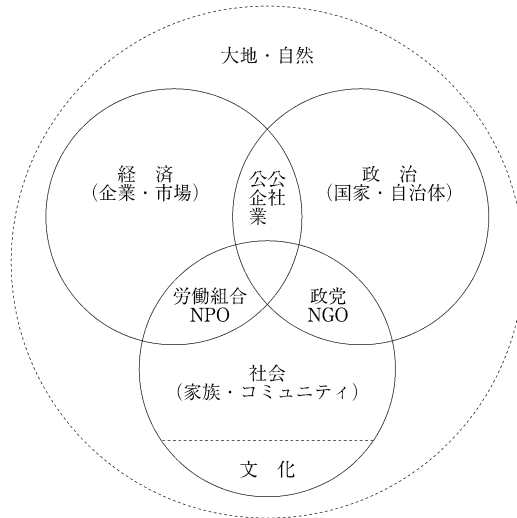 大地・自然
経　済
（企業・市場）
公社
公企業
政　治
（国家・自治体）
労働組合
NPO
政党
NGO
社会
（家族・コミュニティ）
文　化